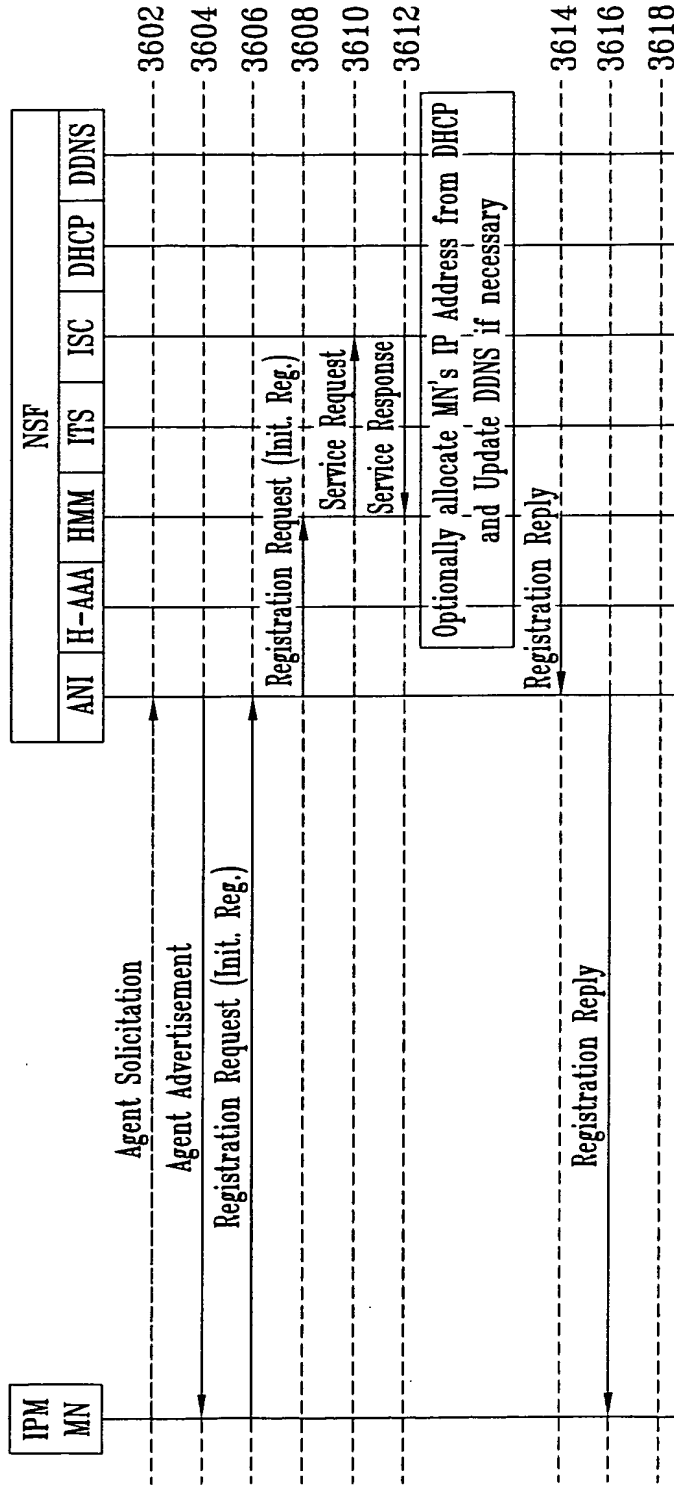 IPM
MN
NSF
ANI
H-AAA
HMM
ITS
ISC
DHCP
DDNS
Agent Solicitation
3602
Agent Advertisement
3604
Registration Request (Init. Reg.)
3606
Registration Request (Init. Reg.)
3608
Service Request
3610
Service Response
3612
Optionally allocate MN's IP Address from DHCP
and Update DDNS if necessary
Registration Reply
3614
Registration Reply
3616
3618